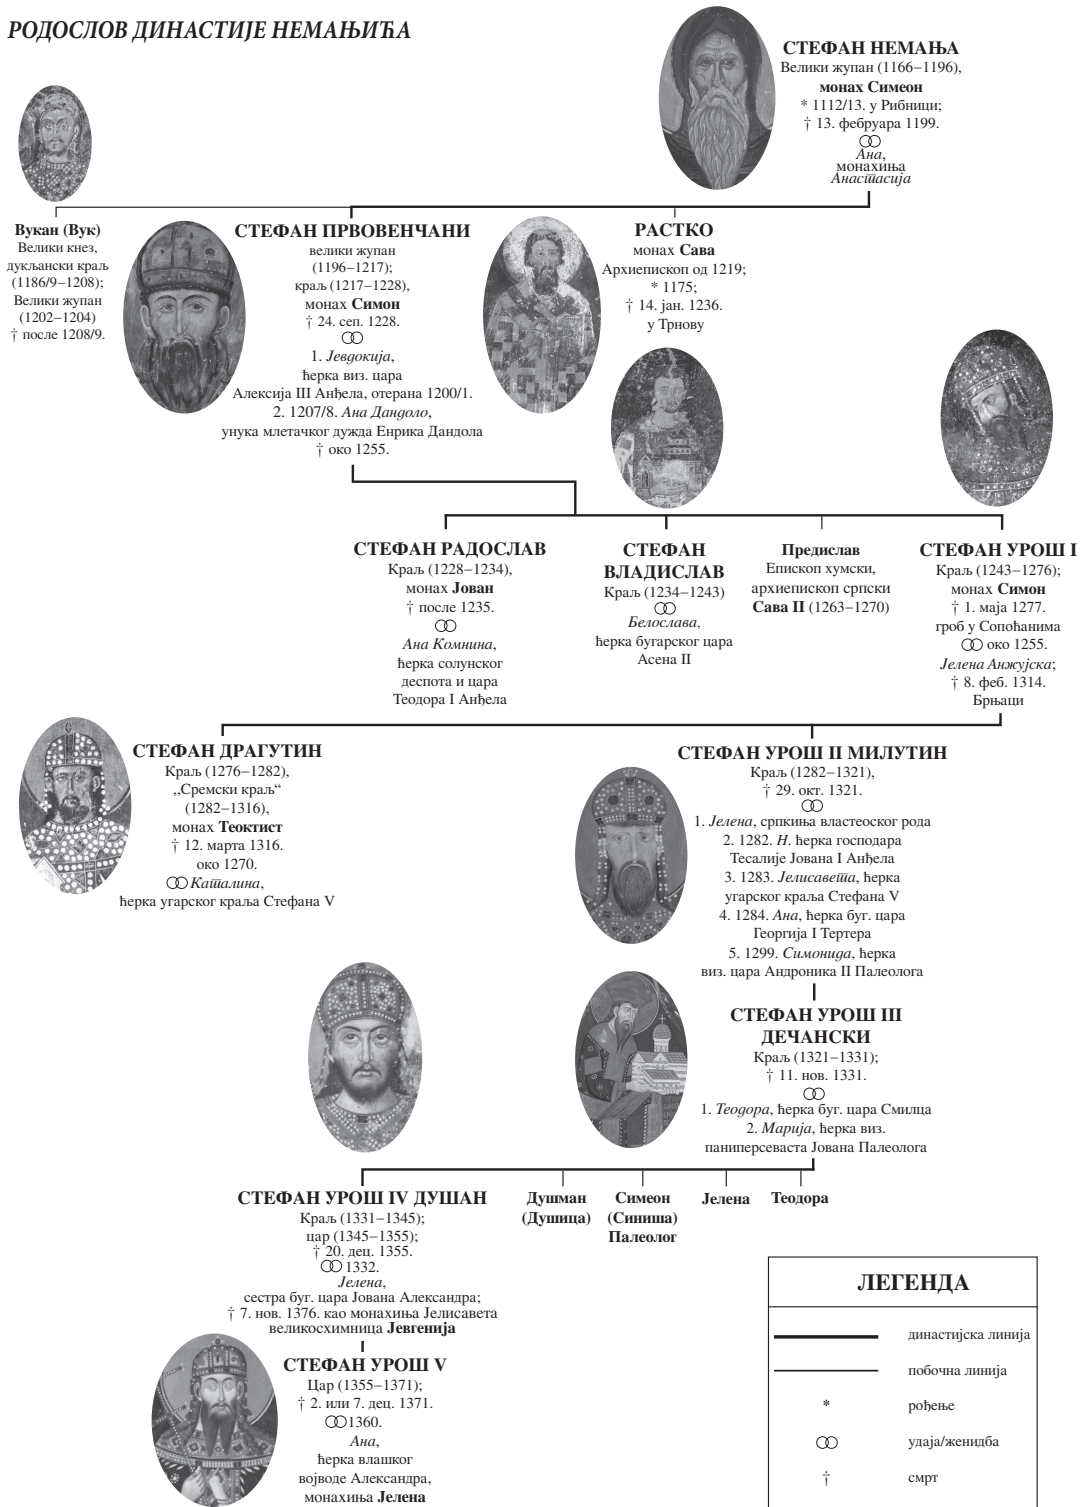 РОДОСЛОВ ДИНАСТИЈЕ НЕМАЊИЋА
СТЕФАН НЕМАЊА
Велики жупан (1166–1196),
монах Симеон
* 1112/13. у Рибници;
† 13. фебруара 1199.
Ана,
монахиња
Анастасија
Вукан (Вук)
Велики кнез,
дукљански краљ
(1186/9–1208);
Велики жупан
(1202–1204)
† после 1208/9.
СТЕФАН ПРВОВЕНЧАНИ
велики жупан
(1196–1217);
краљ (1217–1228),
монах Симон
† 24. сеп. 1228.
1. Јевдокија,
ћерка виз. цара
Алексија III Анђела, отерана 1200/1.
2. 1207/8. Ана Дандоло,
унука млетачког дужда Енрика Дандола
† око 1255.
РАСТКО
монах Сава
Архиепископ од 1219;
* 1175;
† 14. јан. 1236.
у Трнову
СТЕФАН РАДОСЛАВ
Краљ (1228–1234),
монах Јован
† после 1235.
Ана Комнина,
ћерка солунског
деспота и цара
Теодора I Анђела
СТЕФАН
ВЛАДИСЛАВ
Краљ (1234–1243)
Белослава,
ћерка бугарског цара
Асена II
Предислав
Епископ хумски,
архиепископ српски
Сава II (1263–1270)
СТЕФАН УРОШ I
Краљ (1243–1276);
монах Симон
† 1. маја 1277.
гроб у Сопоћанима
око 1255.
Јелена Анжујска;
† 8. феб. 1314.
Брњаци
СТЕФАН ДРАГУТИН
Краљ (1276–1282),
„Сремски краљ“
(1282–1316),
монах Теоктист
† 12. марта 1316.
око 1270.
Каталина,
ћерка угарског краља Стефана V
СТЕФАН УРОШ II МИЛУТИН
Краљ (1282–1321),
† 29. окт. 1321.
1. Јелена, српкиња властеоског рода
2. 1282. Н. ћерка господара
Тесалије Јована I Анђела
3. 1283. Јелисавета, ћерка
угарског краља Стефана V
4. 1284. Ана, ћерка буг. цара
Георгија I Тертера
5. 1299. Симонида, ћерка
виз. цара Андроника II Палеолога
СТЕФАН УРОШ III
ДЕЧАНСКИ
Краљ (1321–1331);
† 11. нов. 1331.
1. Теодора, ћерка буг. цара Смилца
2. Марија, ћерка виз.
паниперсеваста Јована Палеолога
СТЕФАН УРОШ IV ДУШАН
Краљ (1331–1345);
цар (1345–1355);
† 20. дец. 1355.
1332.
Јелена,
сестра буг. цара Јована Александра;
† 7. нов. 1376. као монахиња Јелисавета
великосхимница Јевгенија
Душман
(Душица)
Симеон
(Синиша)
Палеолог
Јелена
Теодора
СТЕФАН УРОШ V
Цар (1355–1371);
† 2. или 7. дец. 1371.
1360.
Ана,
ћерка влашког
војводе Александра,
монахиња Јелена
ЛЕГЕНДА
династијска линија
побочна линија
* рођење
удаја/женидба
† смрт